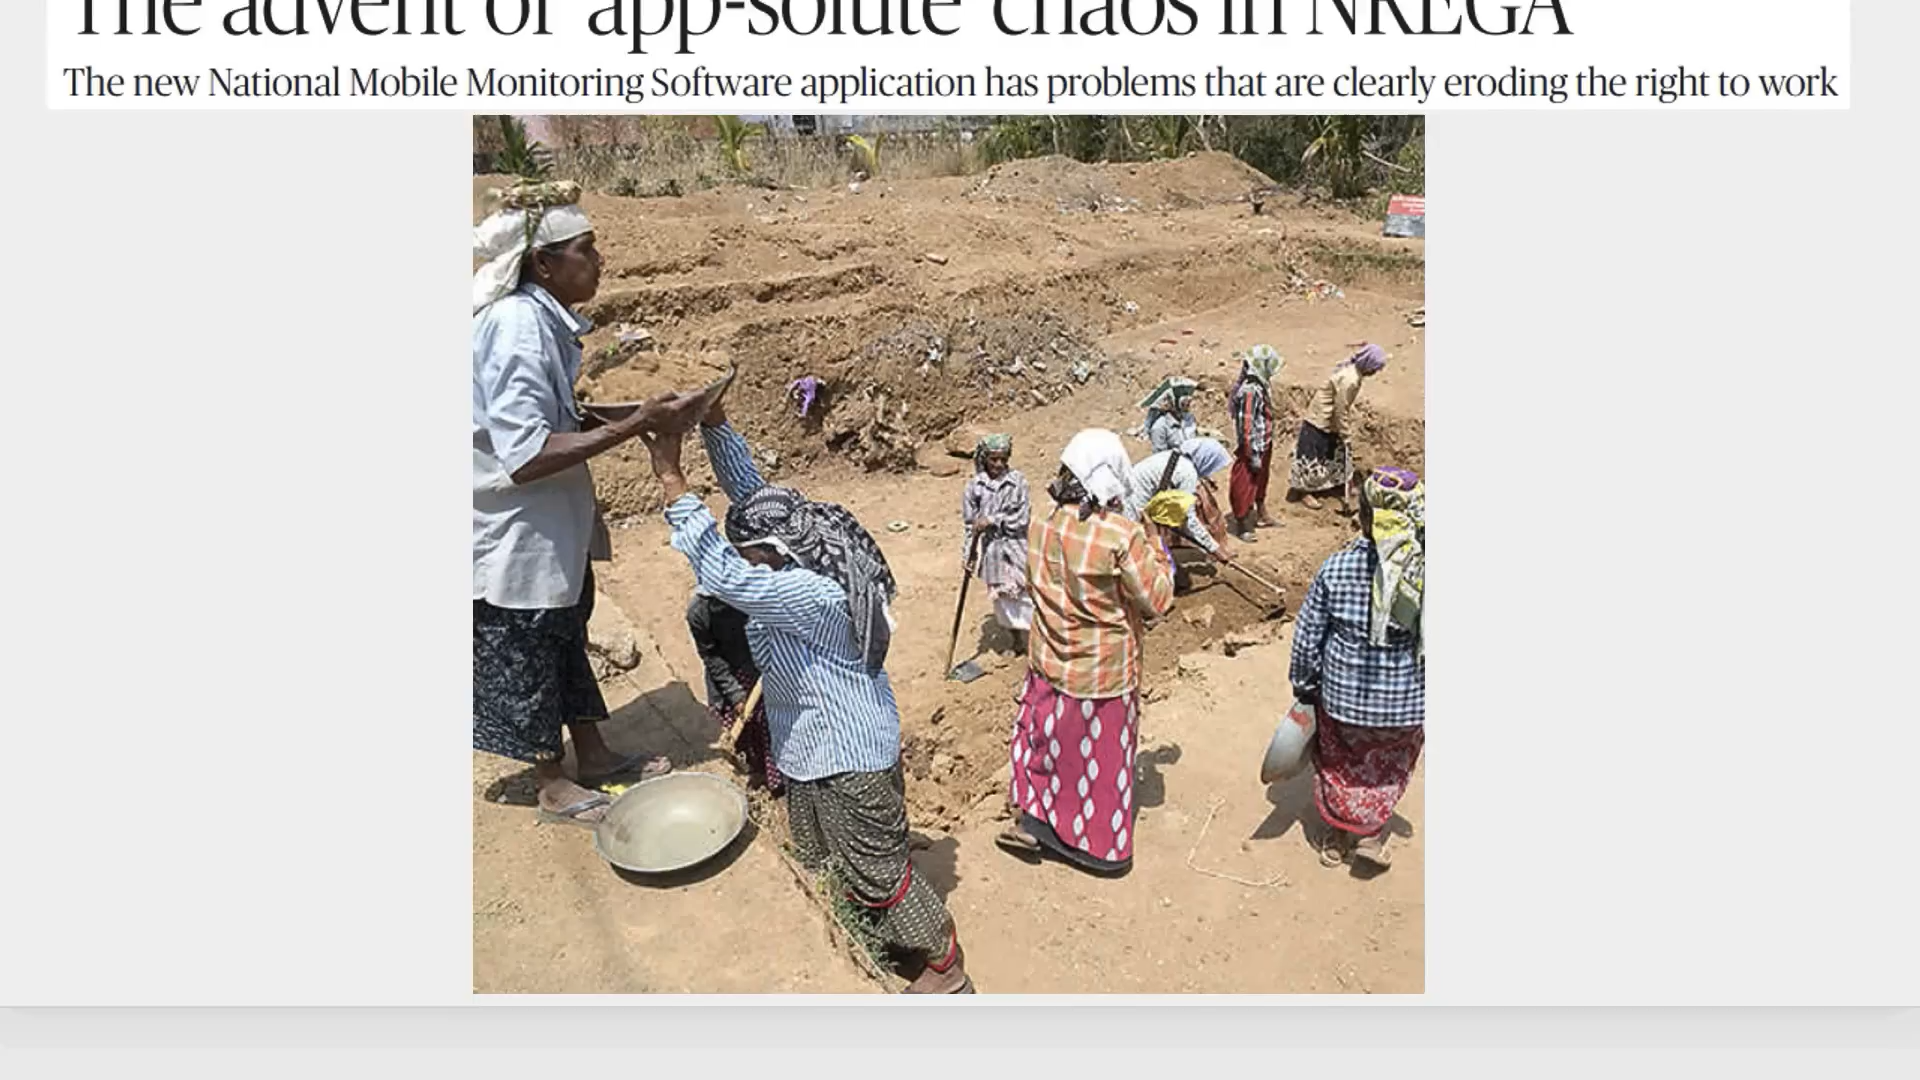 The advent of 'app-solute' chaos in NREGA
The new National Mobile Monitoring Software application has problems that are clearly eroding the right to work